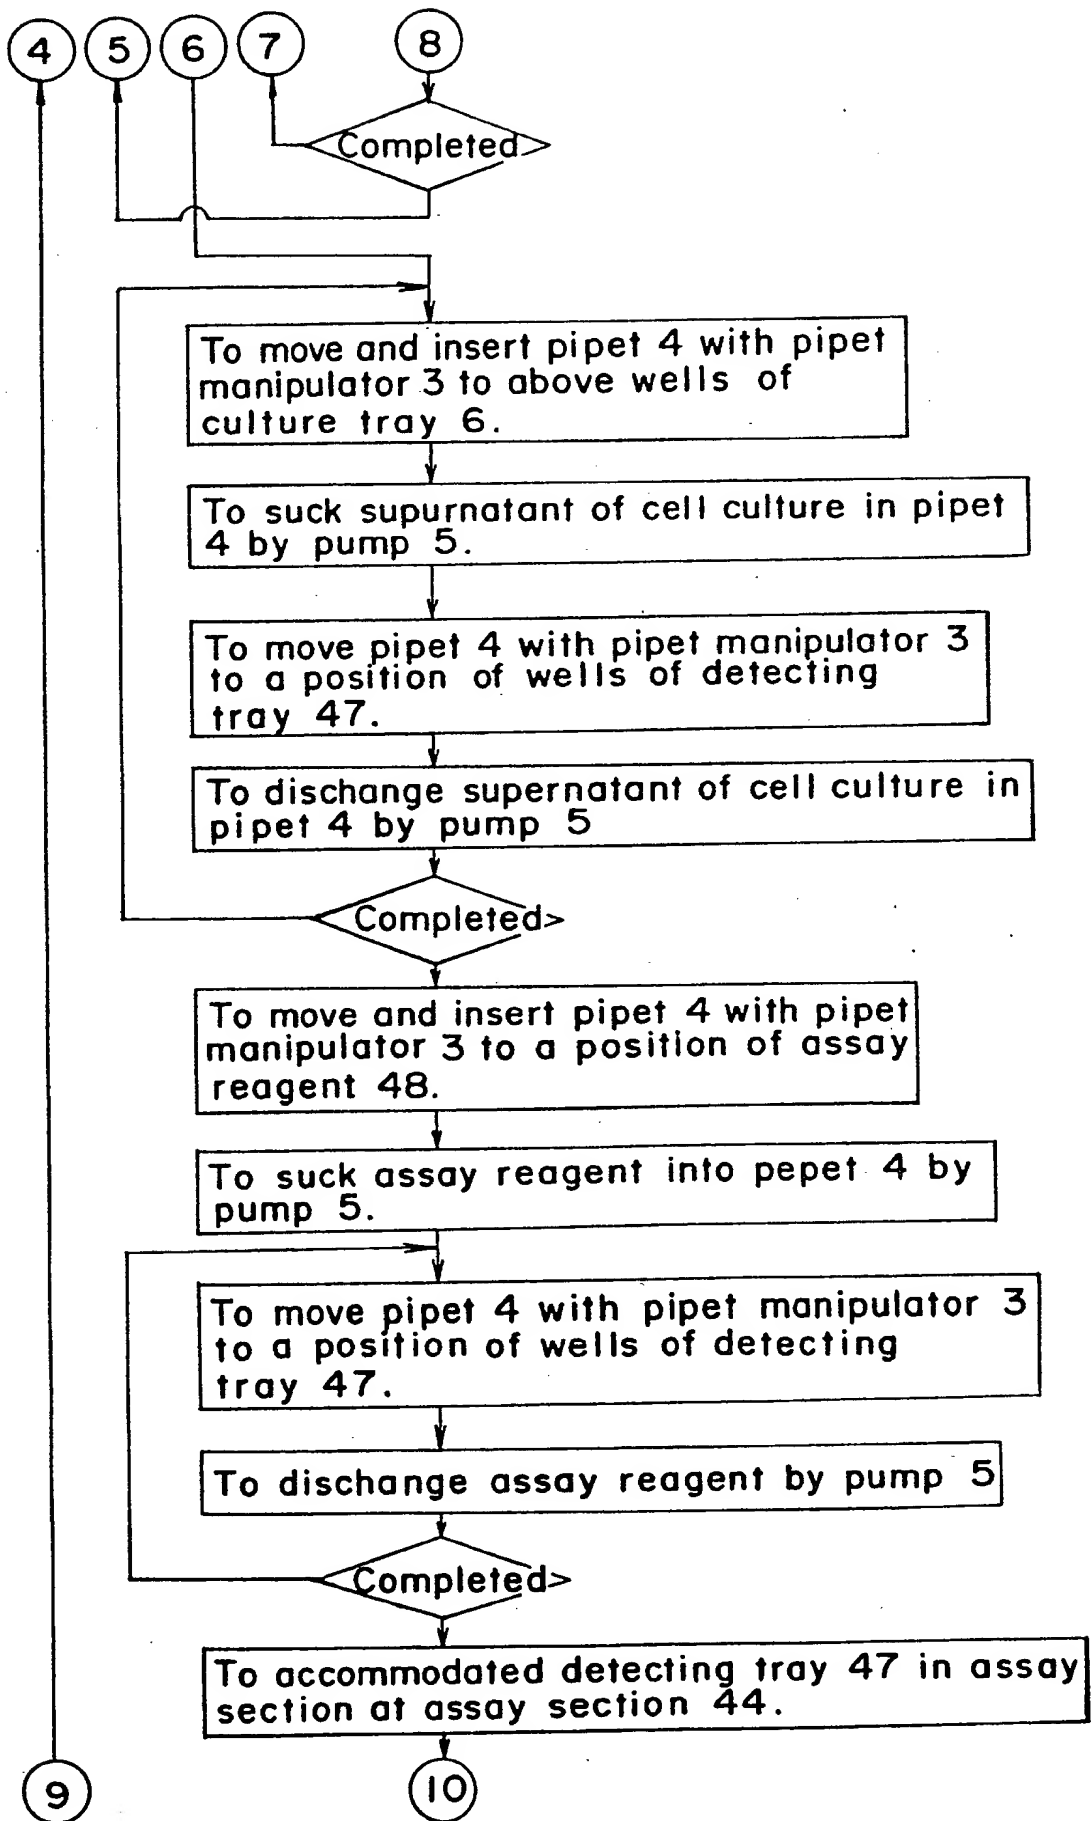 4 5 6 7 8
Completed
To move and insert pipet 4 with pipet
manipulator 3 to above wells of
culture tray 6.
To suck supurnatant of cell culture in pipet
4 by pump 5.
To move pipet 4 with pipet manipulator 3
to a position of wells of detecting
tray 47.
To dischange supernatant of cell culture in
pipet 4 by pump 5
Completed
To move and insert pipet 4 with pipet
manipulator 3 to a position of assay
reagent 48.
To suck assay reagent into pepet 4 by
pump 5.
To move pipet 4 with pipet manipulator 3
to a position of wells of detecting
tray 47.
To dischange assay reagent by pump 5
Completed
To accommodated detecting tray 47 in assay
section at assay section 44.
9 10